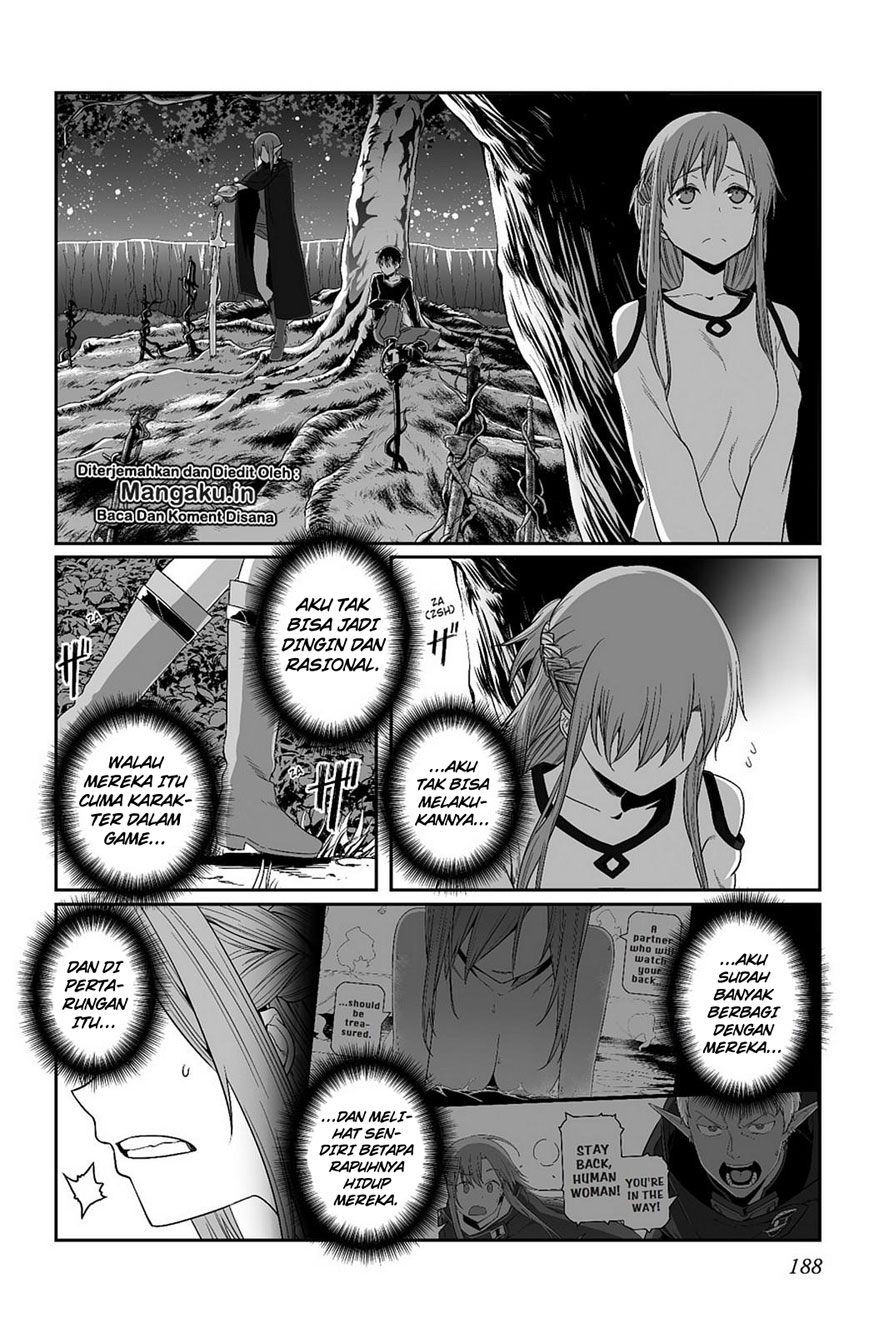 Diterjemahkan dan Diedit Oleh :
Mangaku.in
Baca Dan Koment Disana
ZA
(ZSH)
ザ
AKU TAK
BISA JADI
DINGIN DAN
RASIONAL.
...AKU
TAK BISA
MELAKU-
KANNYA...
ZA
ザ
ZA
ザ
WALAU
MEREKA ITU
CUMA KARAK-
TER DALAM
GAME...
...AKU
SUDAH
BANYAK
BERBAGI
DENGAN
MEREKA...
A
partner
who will
watch
your
back...
...should
be
trea-
sured.
DAN DI
PERTA-
RUNGAN
ITU...
STAY
BACK,
HUMAN
WOMAN!
YOU'RE
IN THE
WAY!
...DAN MELI-
HAT SEN-
DIRI BETAPA
RAPUHNYA
HIDUP
MEREKA.
188